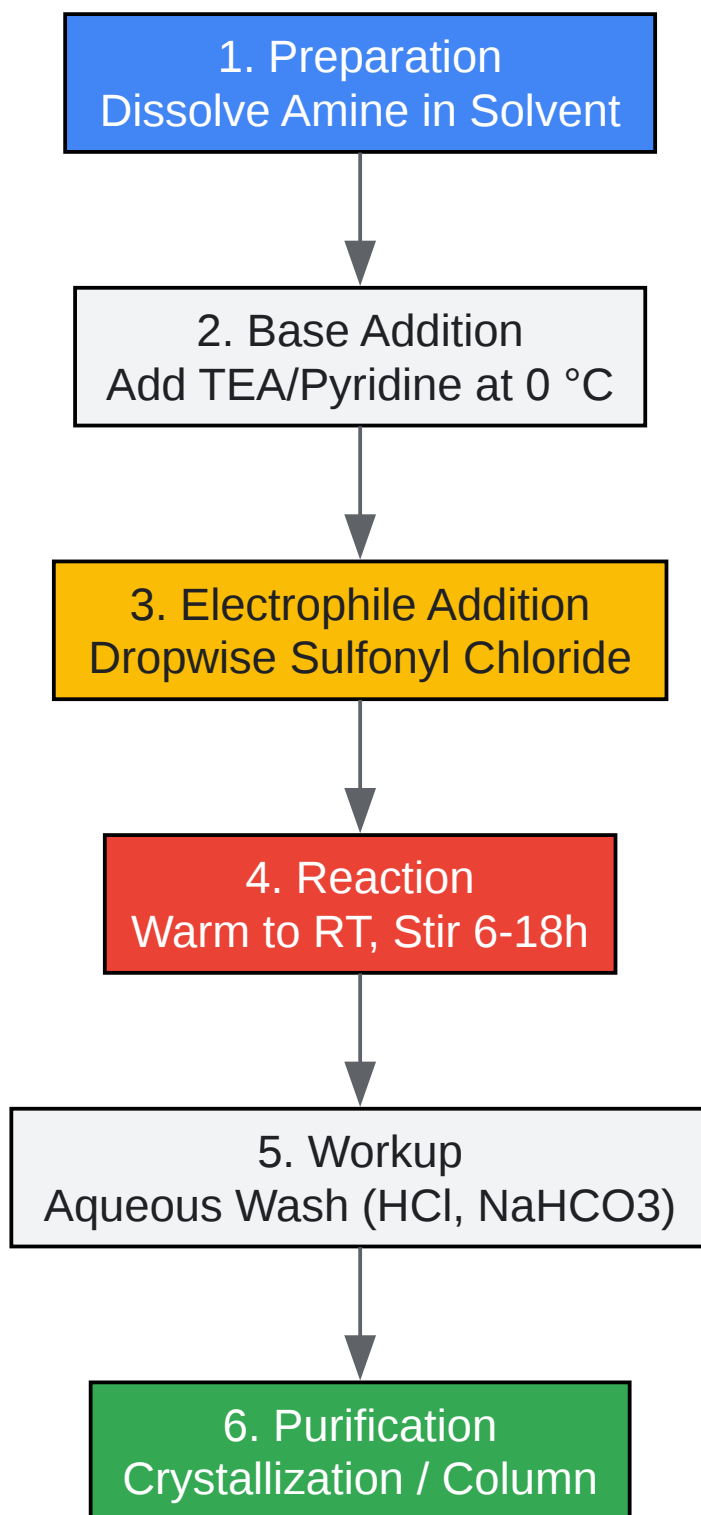 1. Preparation
Dissolve Amine in Solvent
2. Base Addition
Add TEA/Pyridine at 0 °C
3. Electrophile Addition
Dropwise Sulfonyl Chloride
4. Reaction
Warm to RT, Stir 6-18h
5. Workup
Aqueous Wash (HCl, NaHCO3)
6. Purification
Crystallization / Column